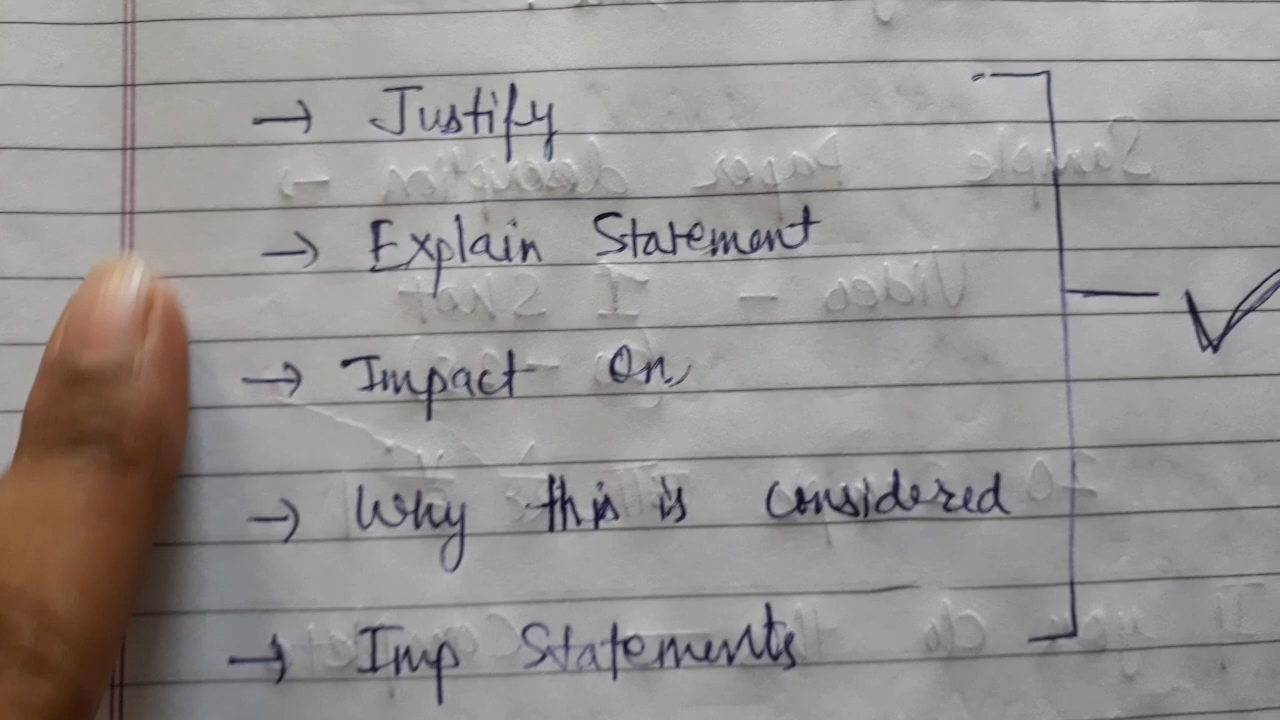 → Justify
→ Explain Statement
→ Impact On
→ Why this is considered
→ Imp Statements